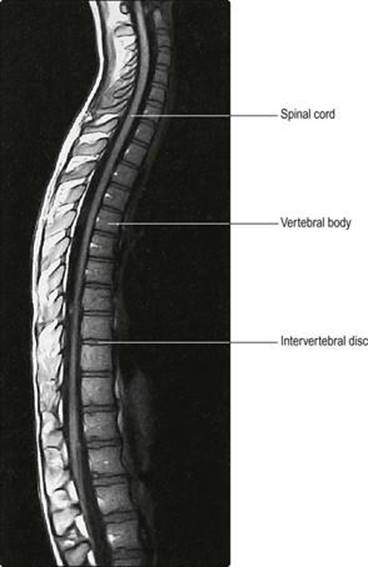 Spinal cord
Vertebral body
Intervertebral disc